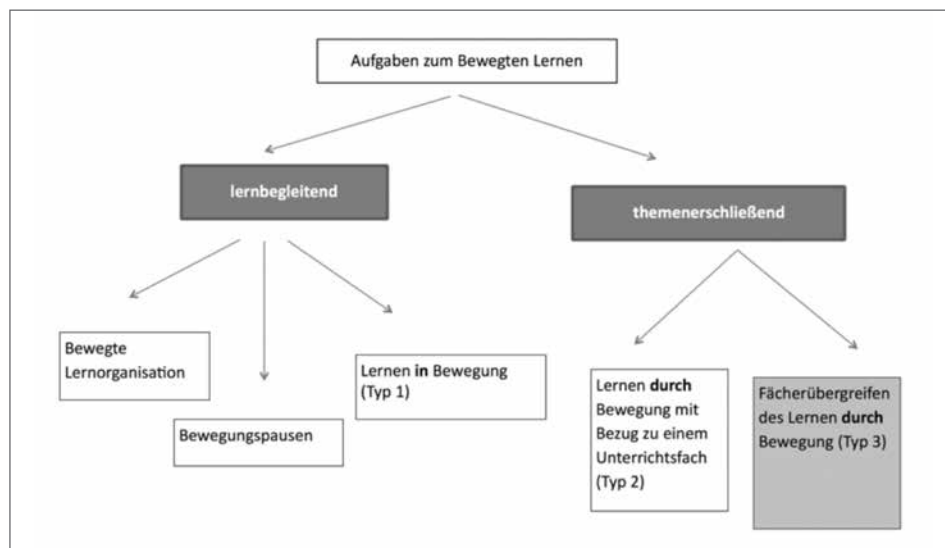 Aufgaben zum Bewegten Lernen
lernbegleitend
themenerschließend
Bewegte
Lernorganisation
Bewegungspausen
Lernen in Bewegung
(Typ 1)
Lernen durch
Bewegung mit
Bezug zu einem
Unterrichtsfach
(Typ 2)
Fächerübergreifen
des Lernen durch
Bewegung (Typ 3)